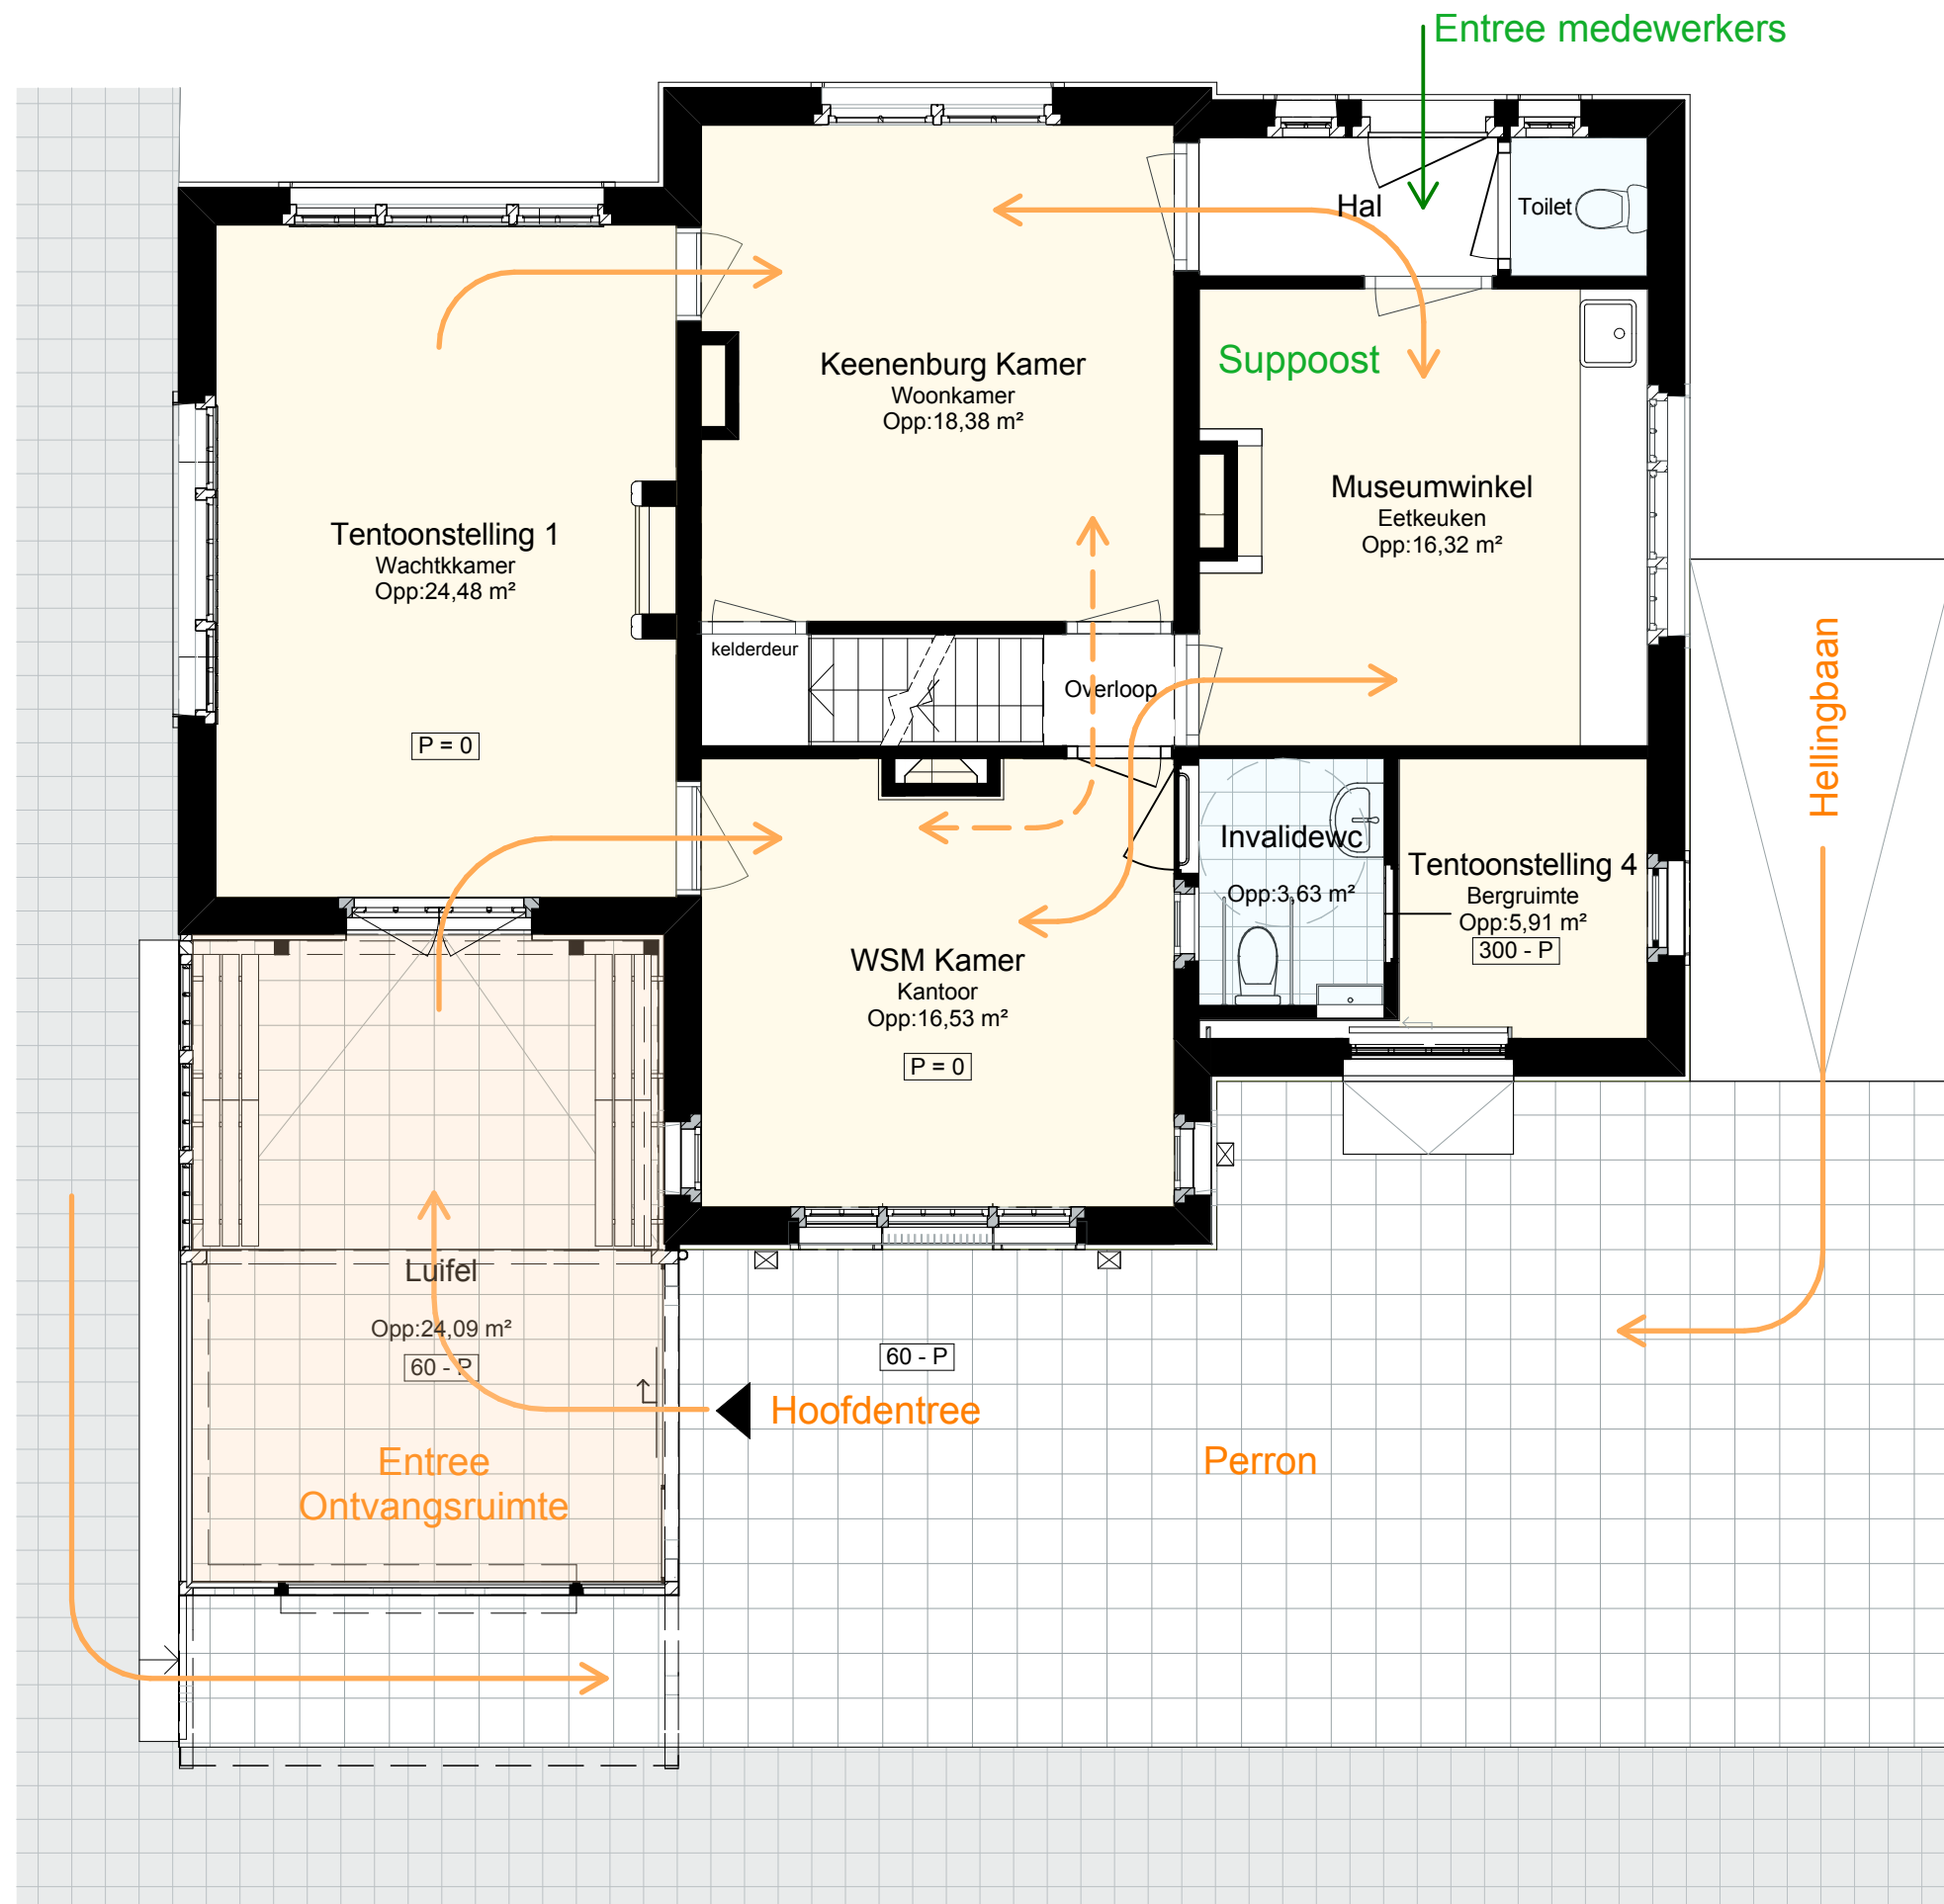 Entree medewerkers
Hal
Toilet
Keenenburg Kamer
Woonkamer
Opp:18,38 m²
Suppoost
Museumwinkel
Eetkeuken
Opp:16,32 m²
Tentoonstelling 1
Wachtkkamer
Opp:24,48 m²
P = 0
kelderdeur
Overloop
Hellingbaan
Invalidewc
Opp:3,63 m²
Tentoonstelling 4
Bergruimte
Opp:5,91 m²
300 - P
WSM Kamer
Kantoor
Opp:16,53 m²
P = 0
Luifel
Opp:24,09 m²
60 - P
60 - P
Hoofdentree
Perron
Entree
Ontvangsruimte